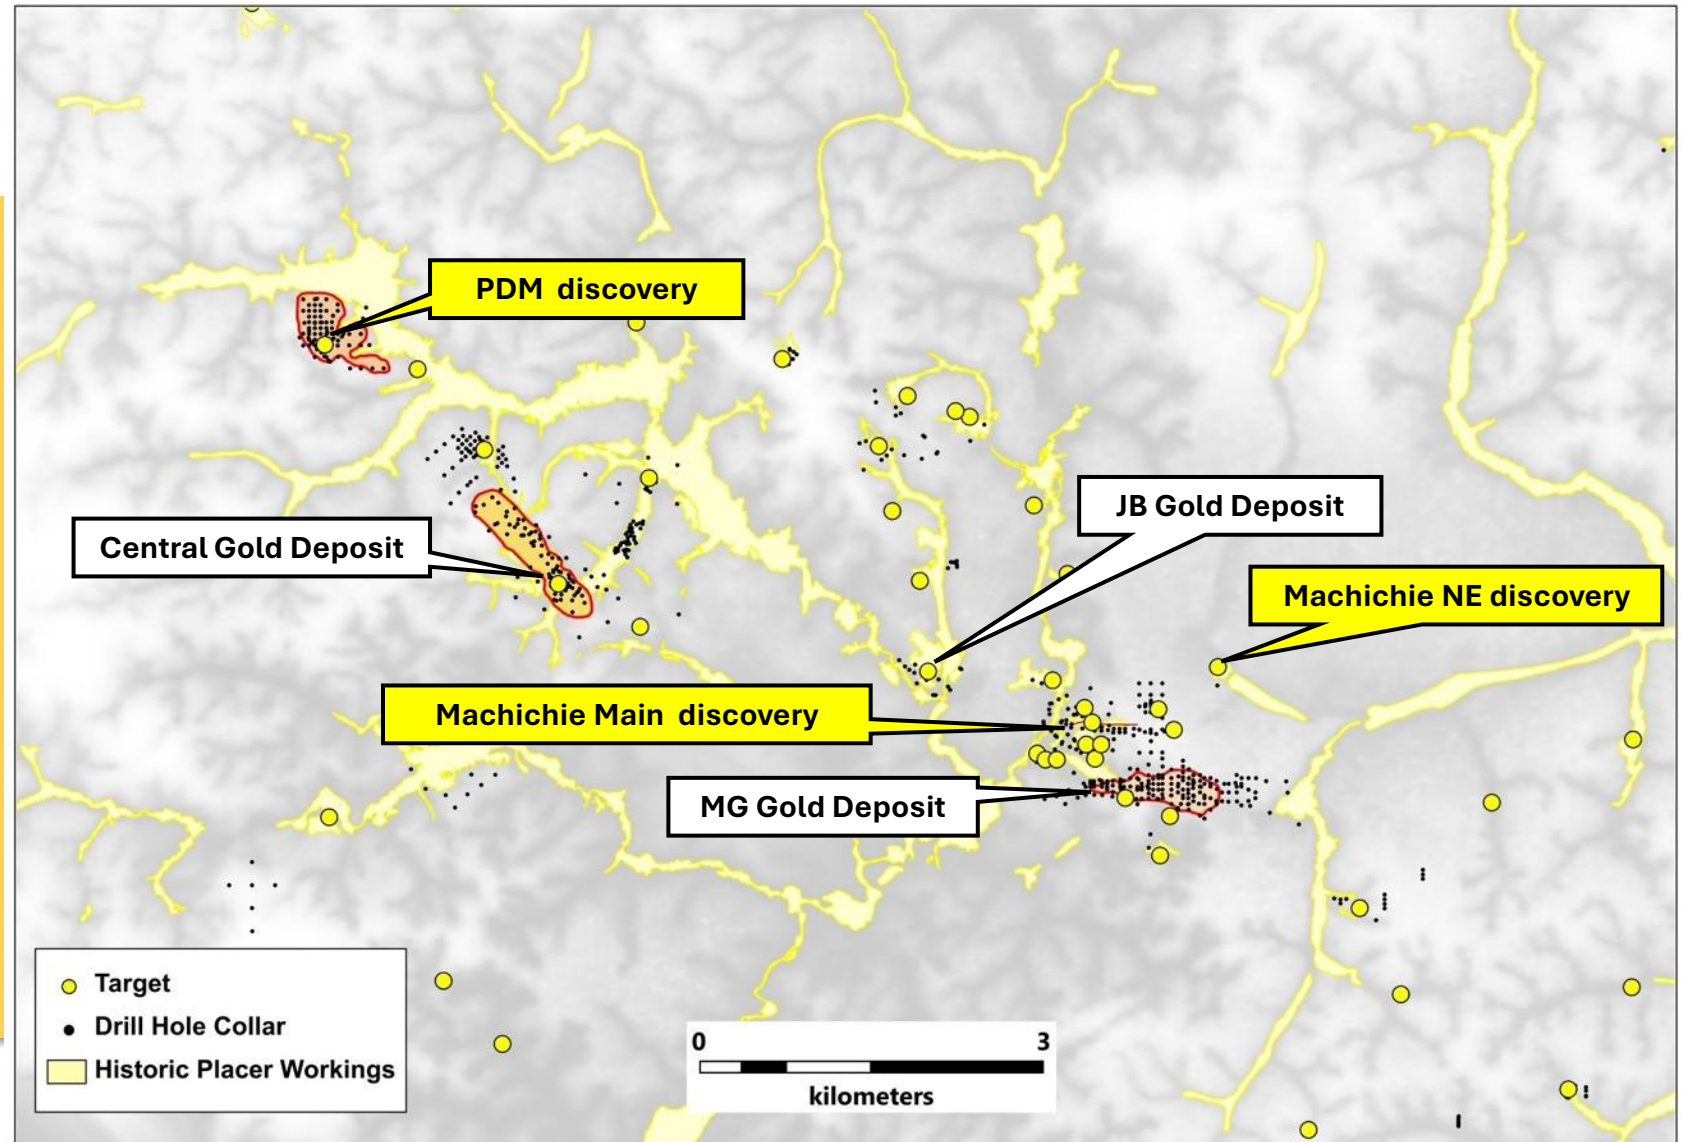 PDM  discovery
JB Gold Deposit
Central Gold Deposit
Machichie NE discovery
Machichie Main  discovery
MG Gold Deposit
Target
Drill Hole Collar
Historic Placer Workings
0 3
kilometers